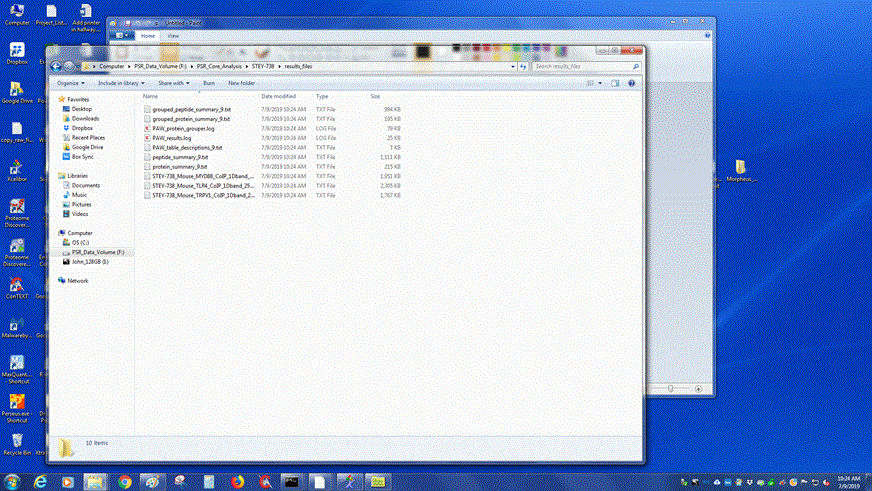 Computer
Project_List...
Add printer
in hallway...
Untitled - Paint
Home
View
Dropbox
Google Drive
copy_raw_fi...
Xcalibur
Proteome
Discover...
Proteome
Discovere...
ConTEXT
Malwareby...
MaxQuant...
- Shortcut
Perseus.exe -
Shortcut
Recycle Bin
Computer
PSR_Data_Volume (F:)
PSR_Core_Analysis
STEY-738
results_files
Search results_files
Organize
Include in library
Share with
Burn
New folder
Name
Date modified
Type
Size
Favorites
Desktop
Downloads
Dropbox
Recent Places
Google Drive
Box Sync
Libraries
Documents
Music
Pictures
Videos
Computer
OS (C:)
PSR_Data_Volume (F:)
John_128GB (I:)
Network
grouped_peptide_summary_9.txt 7/9/2019 10:24 AM TXT File 994 KB
grouped_protein_summary_9.txt 7/9/2019 10:24 AM TXT File 195 KB
PAW_protein_grouper.log 7/9/2019 10:24 AM LOG File 79 KB
PAW_results.log 7/9/2019 10:24 AM LOG File 25 KB
PAW_table_descriptions_9.txt 7/9/2019 10:24 AM TXT File 7 KB
peptide_summary_9.txt 7/9/2019 10:24 AM TXT File 1,111 KB
protein_summary_9.txt 7/9/2019 10:24 AM TXT File 215 KB
STEY-738_Mouse_MYD88_CoIP_1Dband_... 7/9/2019 10:24 AM TXT File 1,951 KB
STEY-738_Mouse_TLR4_CoIP_1Dband_25... 7/9/2019 10:24 AM TXT File 2,305 KB
STEY-738_Mouse_TRPV1_CoIP_1Dband_2... 7/9/2019 10:24 AM TXT File 1,767 KB
10 items
Morpheus_...
10:24 AM
7/9/2019